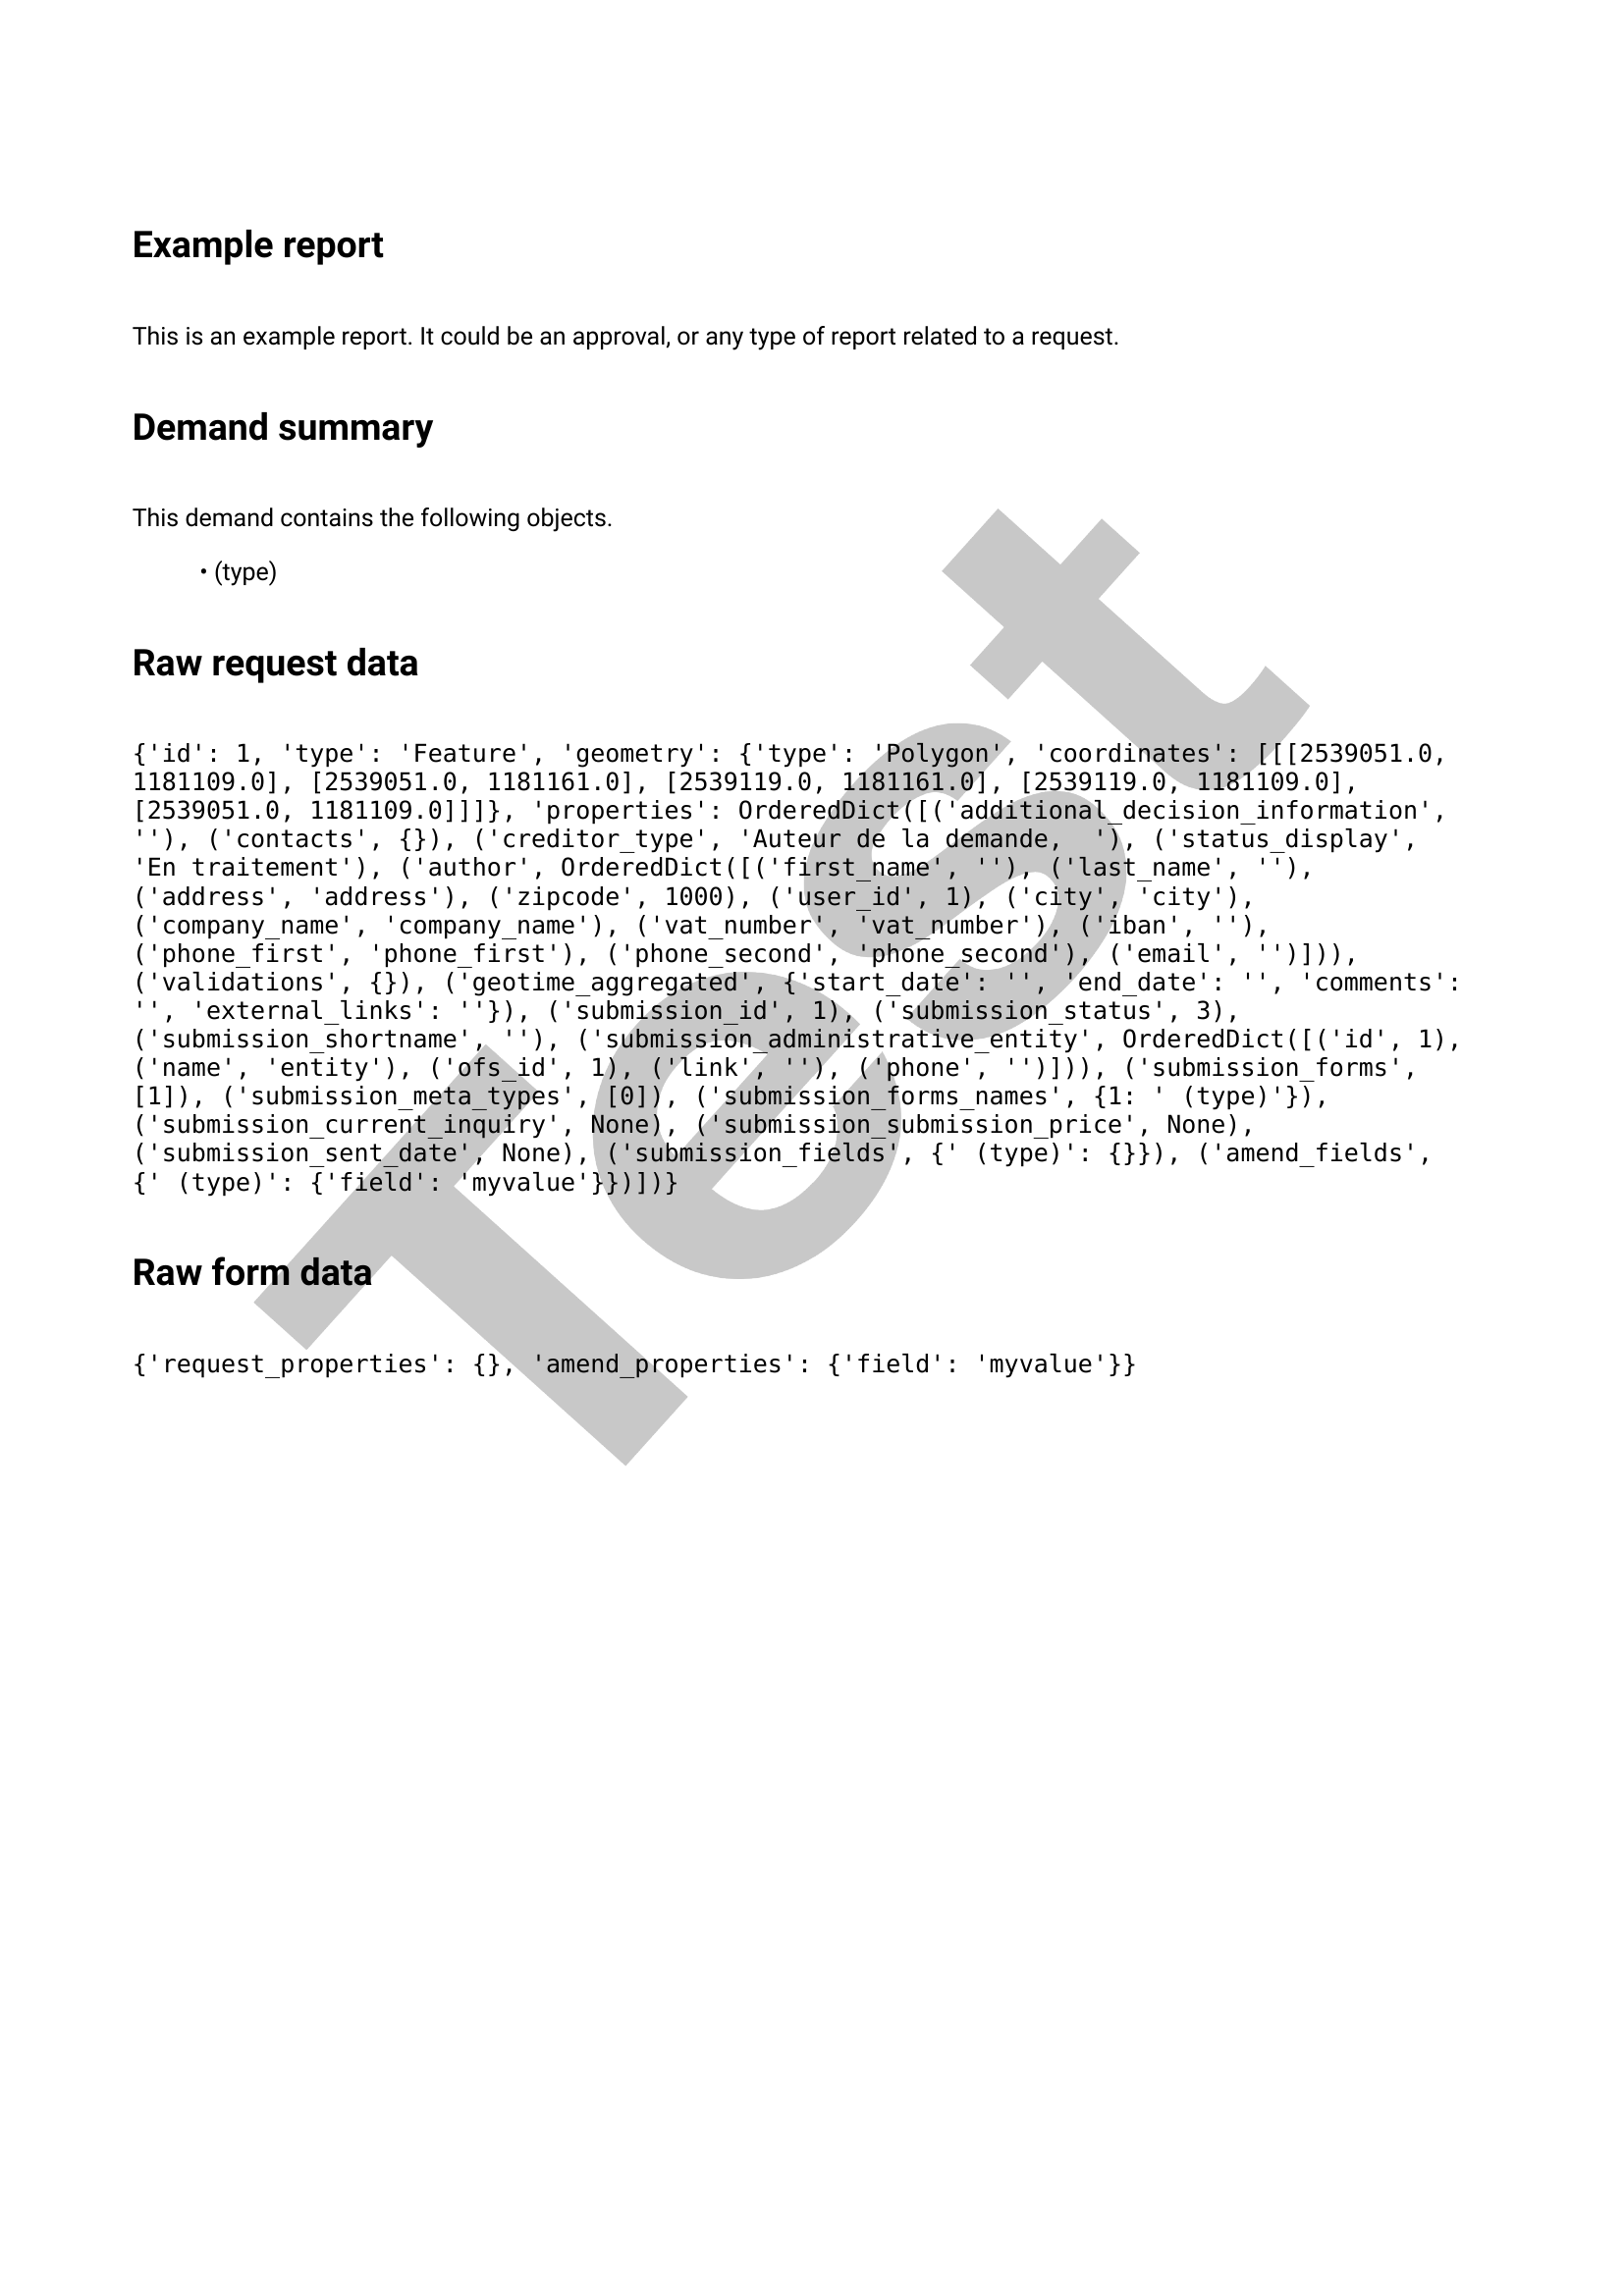 Example report
This is an example report. It could be an approval, or any type of report related to a request.
Demand summary
This demand contains the following objects.
• (type)
Raw request data
{'id': 1, 'type': 'Feature', 'geometry': {'type': 'Polygon', 'coordinates': [[[2539051.0,
1181109.0], [2539051.0, 1181161.0], [2539119.0, 1181161.0], [2539119.0, 1181109.0],
[2539051.0, 1181109.0]]]}, 'properties': OrderedDict([('additional_decision_information',
''), ('contacts', {}), ('creditor_type', 'Auteur de la demande,  '), ('status_display',
'En traitement'), ('author', OrderedDict([('first_name', ''), ('last_name', ''),
('address', 'address'), ('zipcode', 1000), ('user_id', 1), ('city', 'city'),
('company_name', 'company_name'), ('vat_number', 'vat_number'), ('iban', ''),
('phone_first', 'phone_first'), ('phone_second', 'phone_second'), ('email', '')])),
('validations', {}), ('geotime_aggregated', {'start_date': '', 'end_date': '', 'comments':
'', 'external_links': ''}), ('submission_id', 1), ('submission_status', 3),
('submission_shortname', ''), ('submission_administrative_entity', OrderedDict([('id', 1),
('name', 'entity'), ('ofs_id', 1), ('link', ''), ('phone', '')])), ('submission_forms',
[1]), ('submission_meta_types', [0]), ('submission_forms_names', {1: ' (type)'}),
('submission_current_inquiry', None), ('submission_submission_price', None),
('submission_sent_date', None), ('submission_fields', {' (type)': {}}), ('amend_fields',
{' (type)': {'field': 'myvalue'}})])}
Raw form data
{'request_properties': {}, 'amend_properties': {'field': 'myvalue'}}
Test